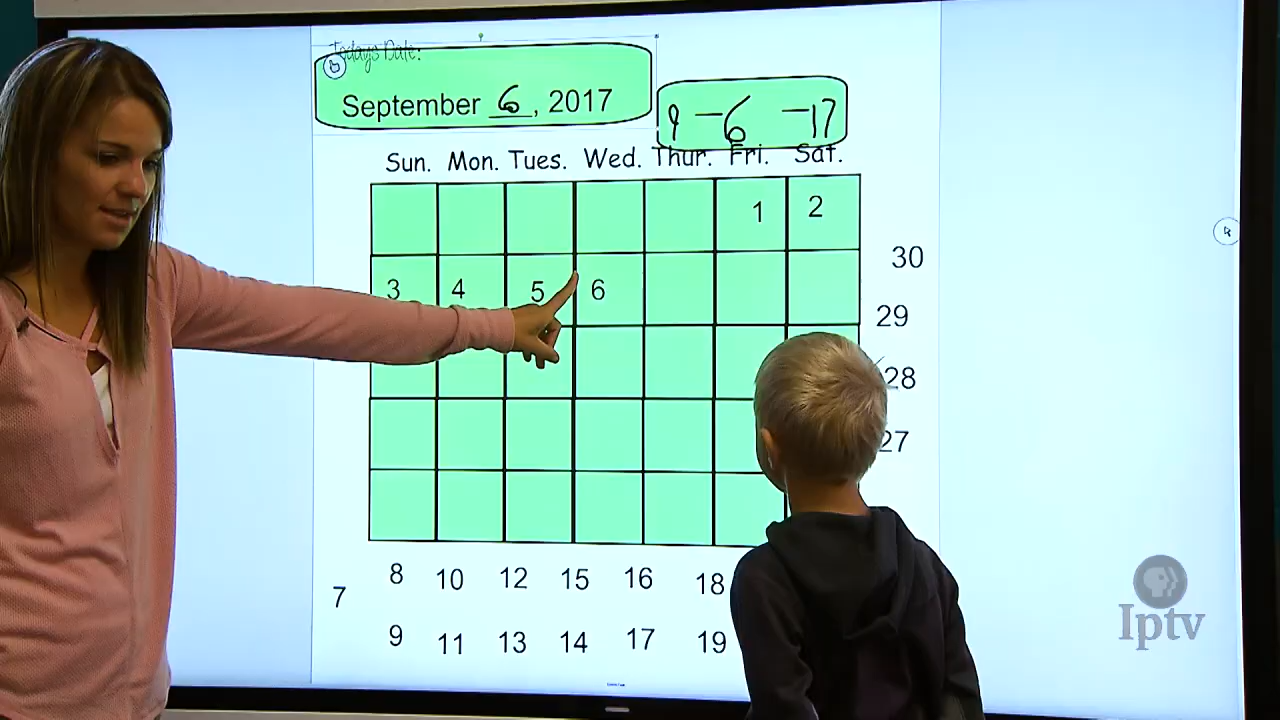 Todays Date:
September 6, 2017
9 - 6 - 17
Sun. Mon. Tues. Wed. Thur. Fri. Sat.
1 2
3 4 5 6
30
29
28
27
7
8 10 12 15 16 18
9 11 13 14 17 19
Iptv